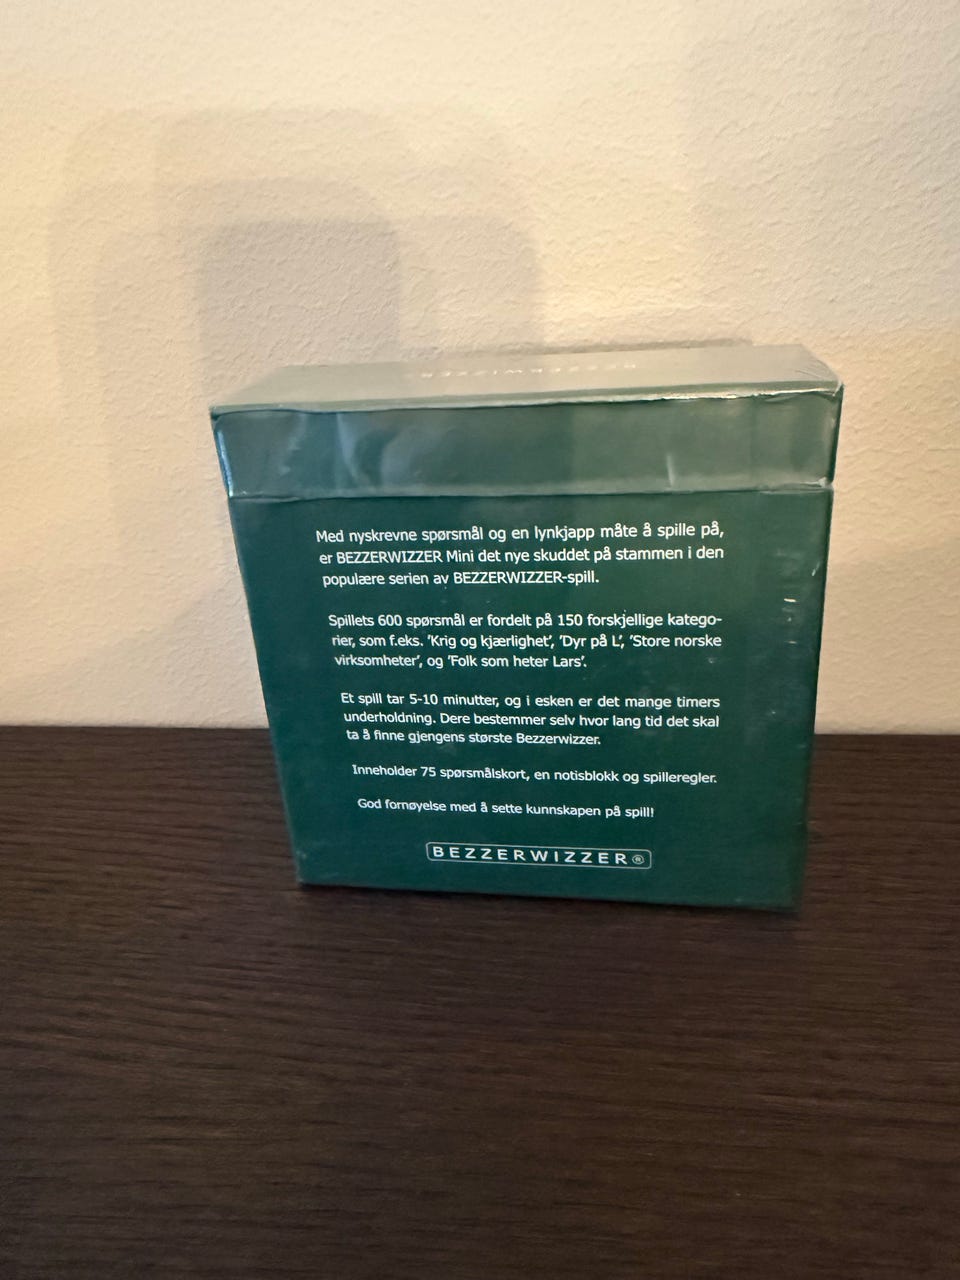 BEZZERWIZZER
Med nyskrevne spørsmål og en lynkjapp måte å spille på,
er BEZZERWIZZER Mini det nye skuddet på stammen i den
populære serien av BEZZERWIZZER-spill.
Spillets 600 spørsmål er fordelt på 150 forskjellige katego-
rier, som f.eks. 'Krig og kjærlighet', 'Dyr på L', 'Store norske
virksomheter', og 'Folk som heter Lars'.
Et spill tar 5-10 minutter, og i esken er det mange timers
underholdning. Dere bestemmer selv hvor lang tid det skal
ta å finne gjengens største Bezzerwizzer.
Inneholder 75 spørsmålskort, en notisblokk og spilleregler.
God fornøyelse med å sette kunnskapen på spill!
BEZZERWIZZER®